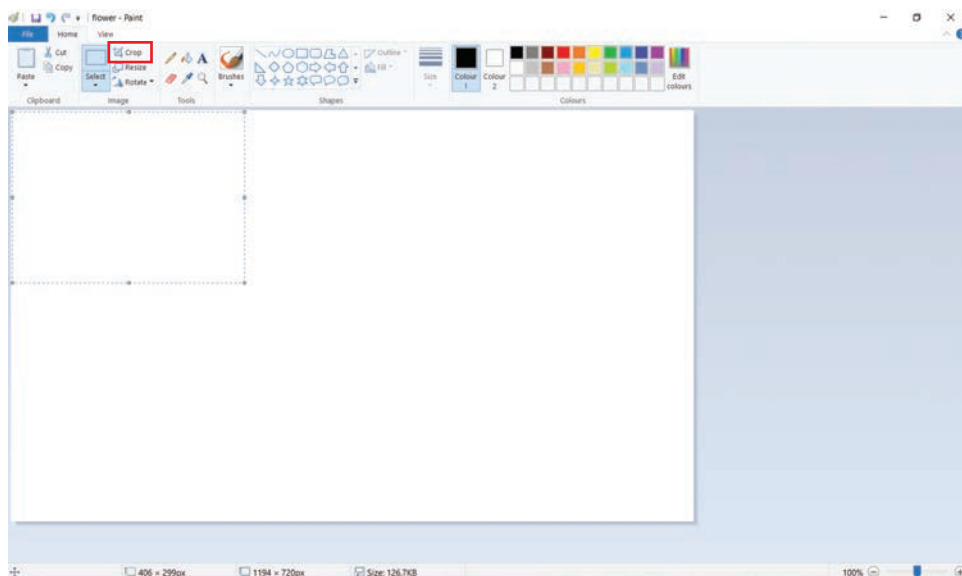 flower - Paint
File Home View
Paste
Cut
Copy
Clipboard
Select
Crop
Resize
Rotate
Image
A
Tools
Brushes
Outline
Fill
Shapes
Size
Colour 1
Colour 2
Edit colours
Colours
406 × 299px 1194 × 720px Size: 126.7KB 100%